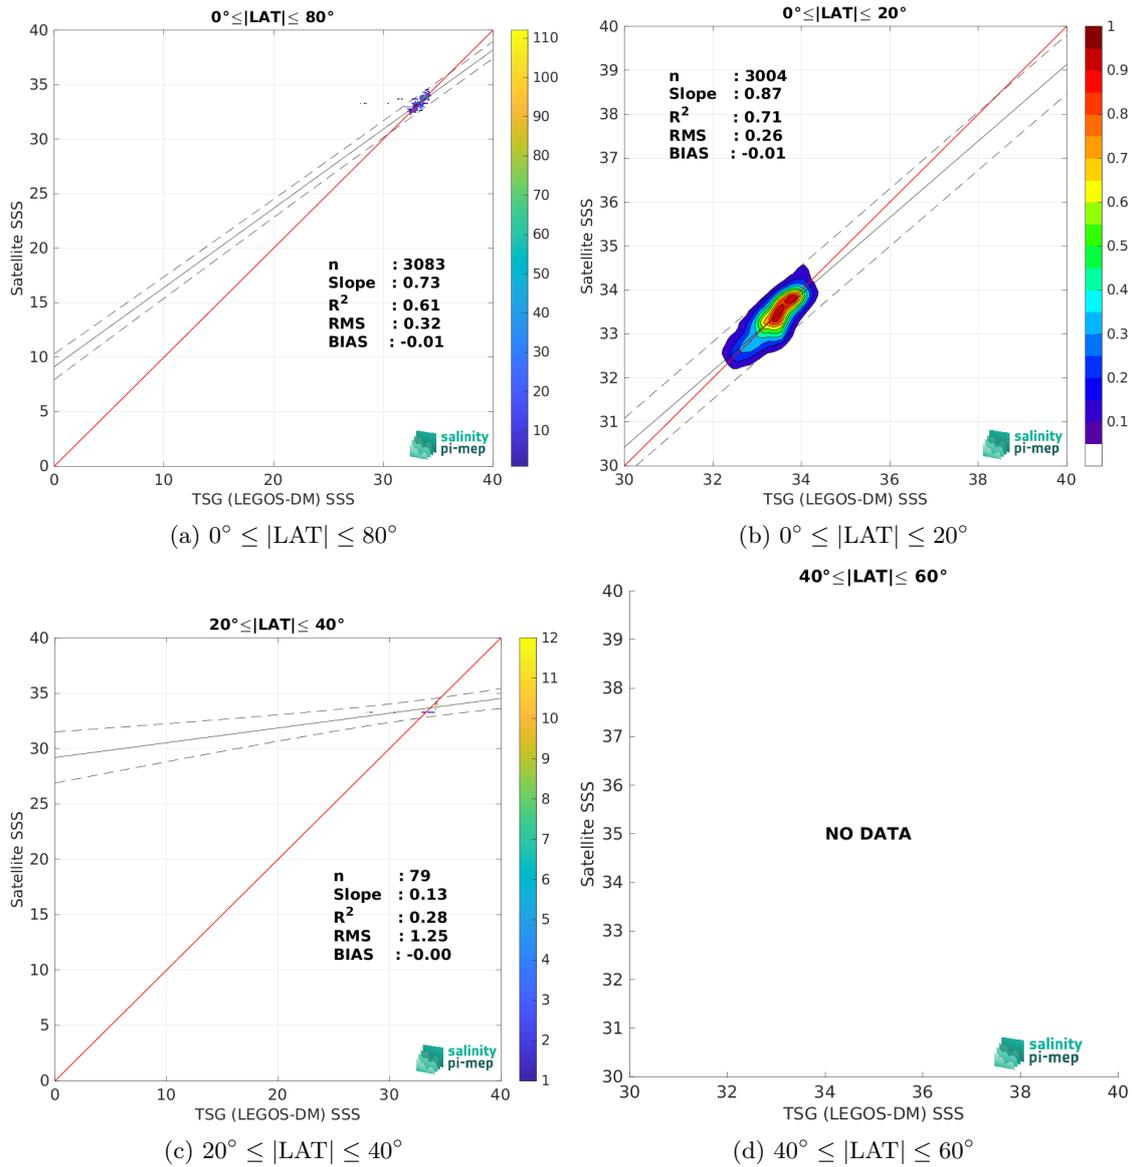 0°≤|LAT|≤ 80°
40
35
30
25
20
15
10
5
0
Satellite SSS
n : 3083
Slope : 0.73
R² : 0.61
RMS : 0.32
BIAS : -0.01
salinity
pi-mep
0 10 20 30 40
TSG (LEGOS-DM) SSS
110
100
90
80
70
60
50
40
30
20
10
(a) 0° ≤ |LAT| ≤ 80°
0°≤|LAT|≤ 20°
40
39
38
37
36
35
34
33
32
31
30
Satellite SSS
n : 3004
Slope : 0.87
R² : 0.71
RMS : 0.26
BIAS : -0.01
salinity
pi-mep
30 32 34 36 38 40
TSG (LEGOS-DM) SSS
1
0.9
0.8
0.7
0.6
0.5
0.4
0.3
0.2
0.1
(b) 0° ≤ |LAT| ≤ 20°
20°≤|LAT|≤ 40°
40
35
30
25
20
15
10
5
0
Satellite SSS
n : 79
Slope : 0.13
R² : 0.28
RMS : 1.25
BIAS : -0.00
salinity
pi-mep
0 10 20 30 40
TSG (LEGOS-DM) SSS
12
11
10
9
8
7
6
5
4
3
2
1
(c) 20° ≤ |LAT| ≤ 40°
40°≤|LAT|≤ 60°
40
39
38
37
36
35
34
33
32
31
30
Satellite SSS
NO DATA
salinity
pi-mep
30 32 34 36 38 40
TSG (LEGOS-DM) SSS
(d) 40° ≤ |LAT| ≤ 60°